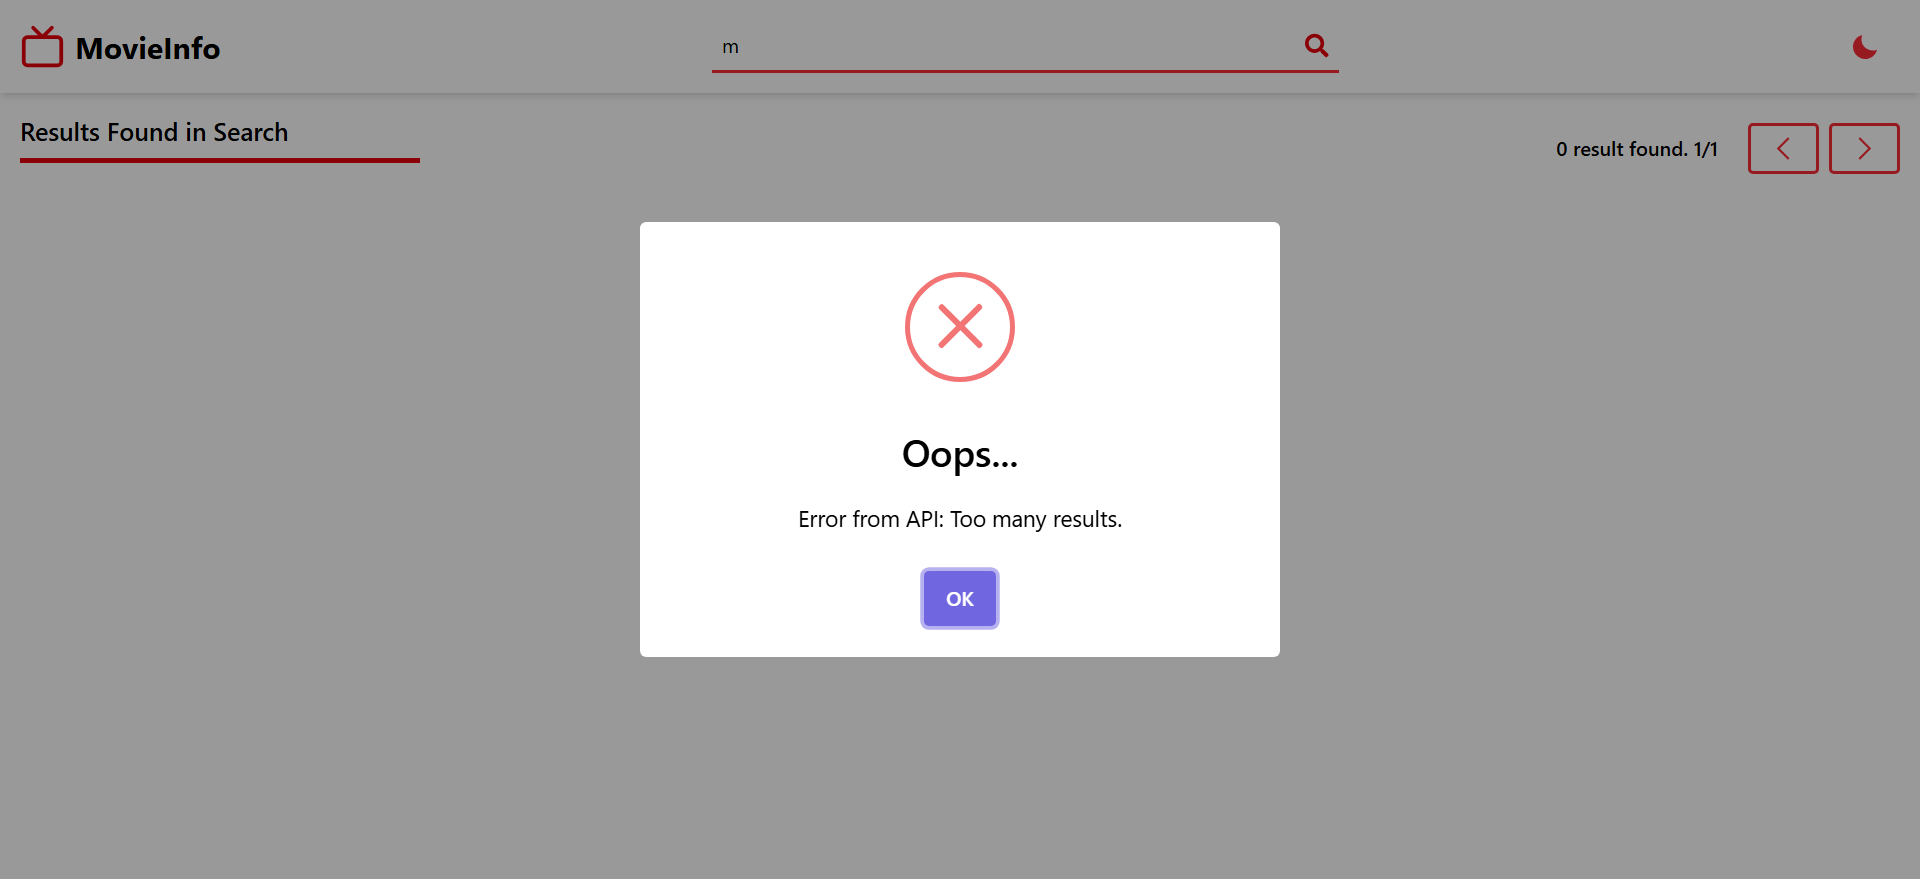 MovieInfo
m
Results Found in Search
0 result found. 1/1
Oops...
Error from API: Too many results.
OK